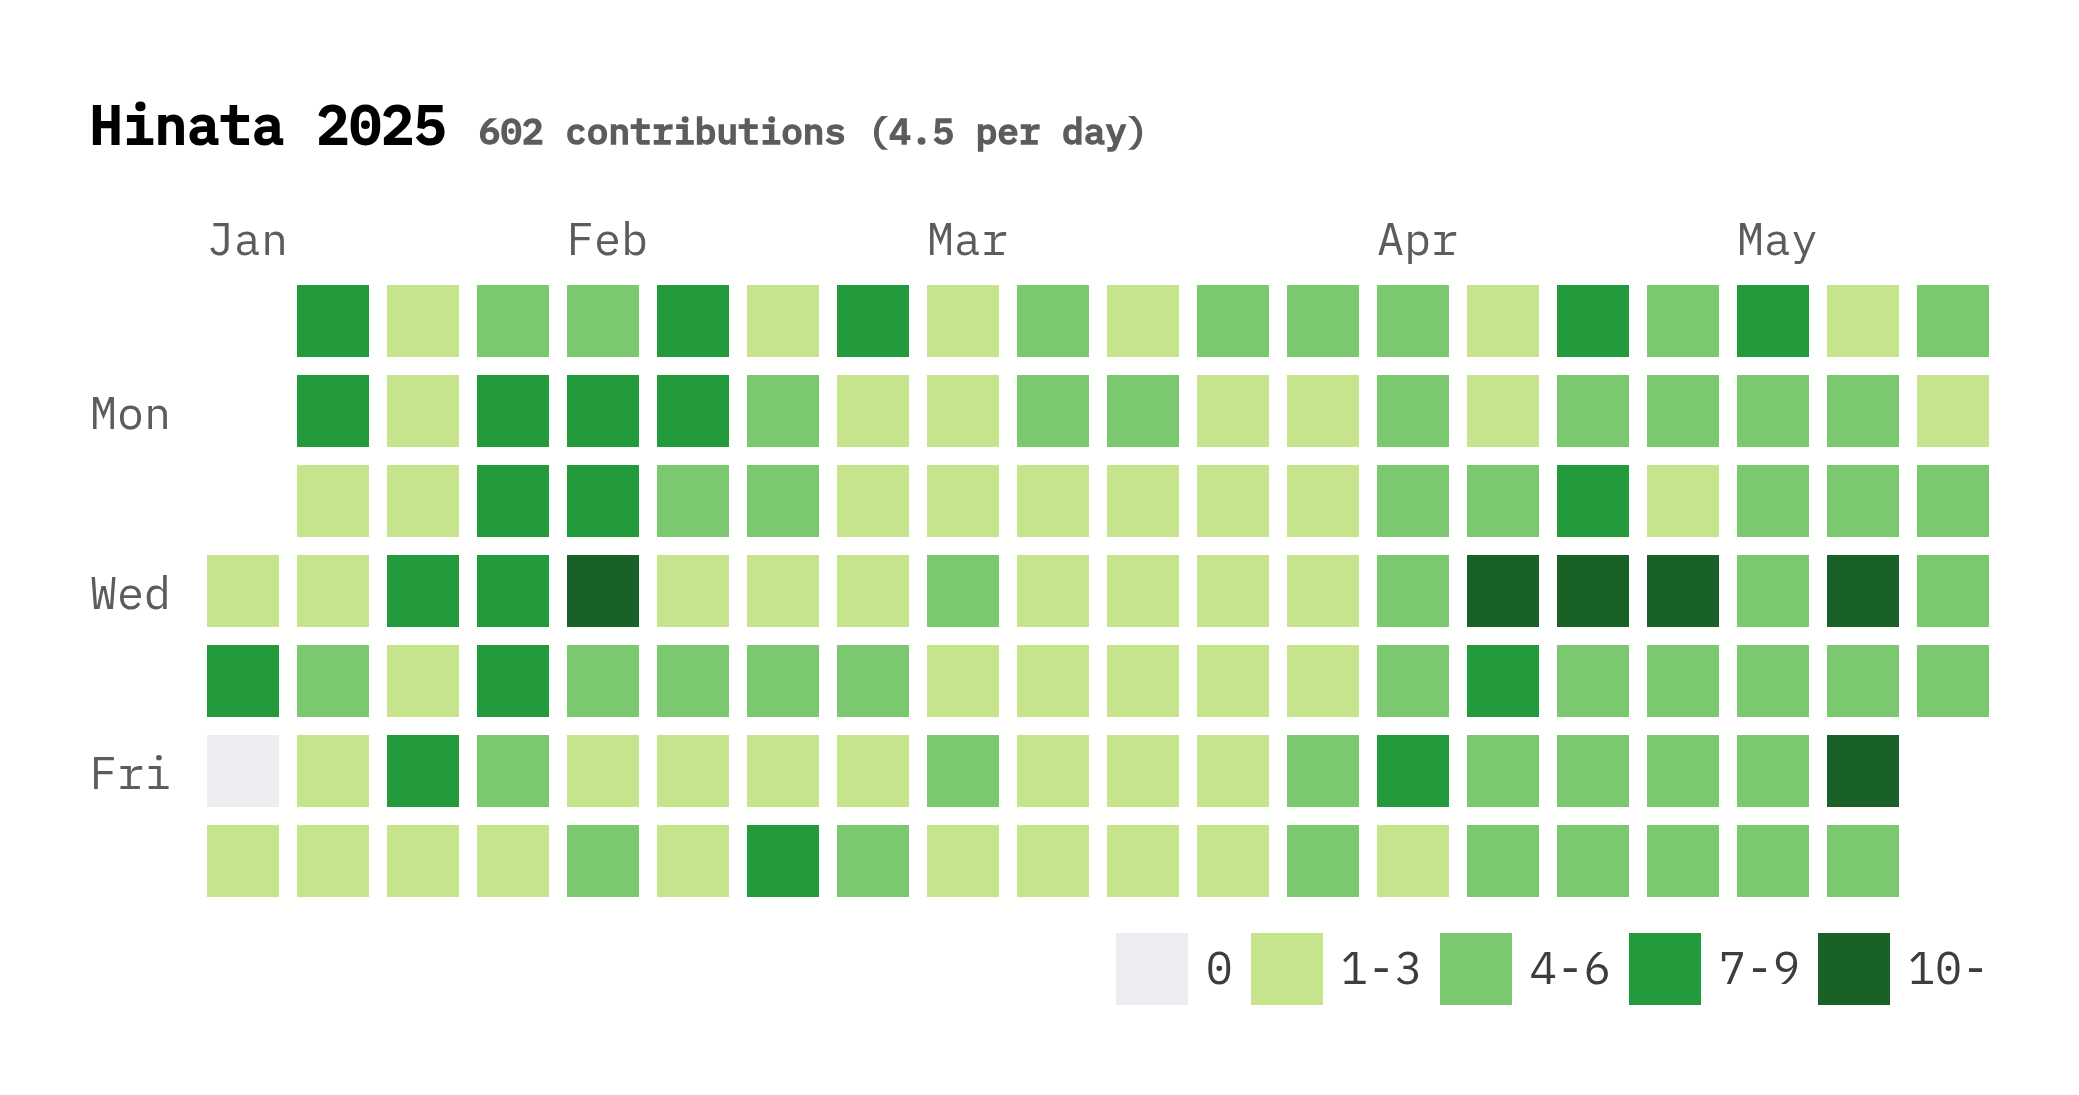 Hinata 2025 602 contributions (4.5 per day)
Jan Feb Mar Apr May
Mon
Wed
Fri
0 1-3 4-6 7-9 10-